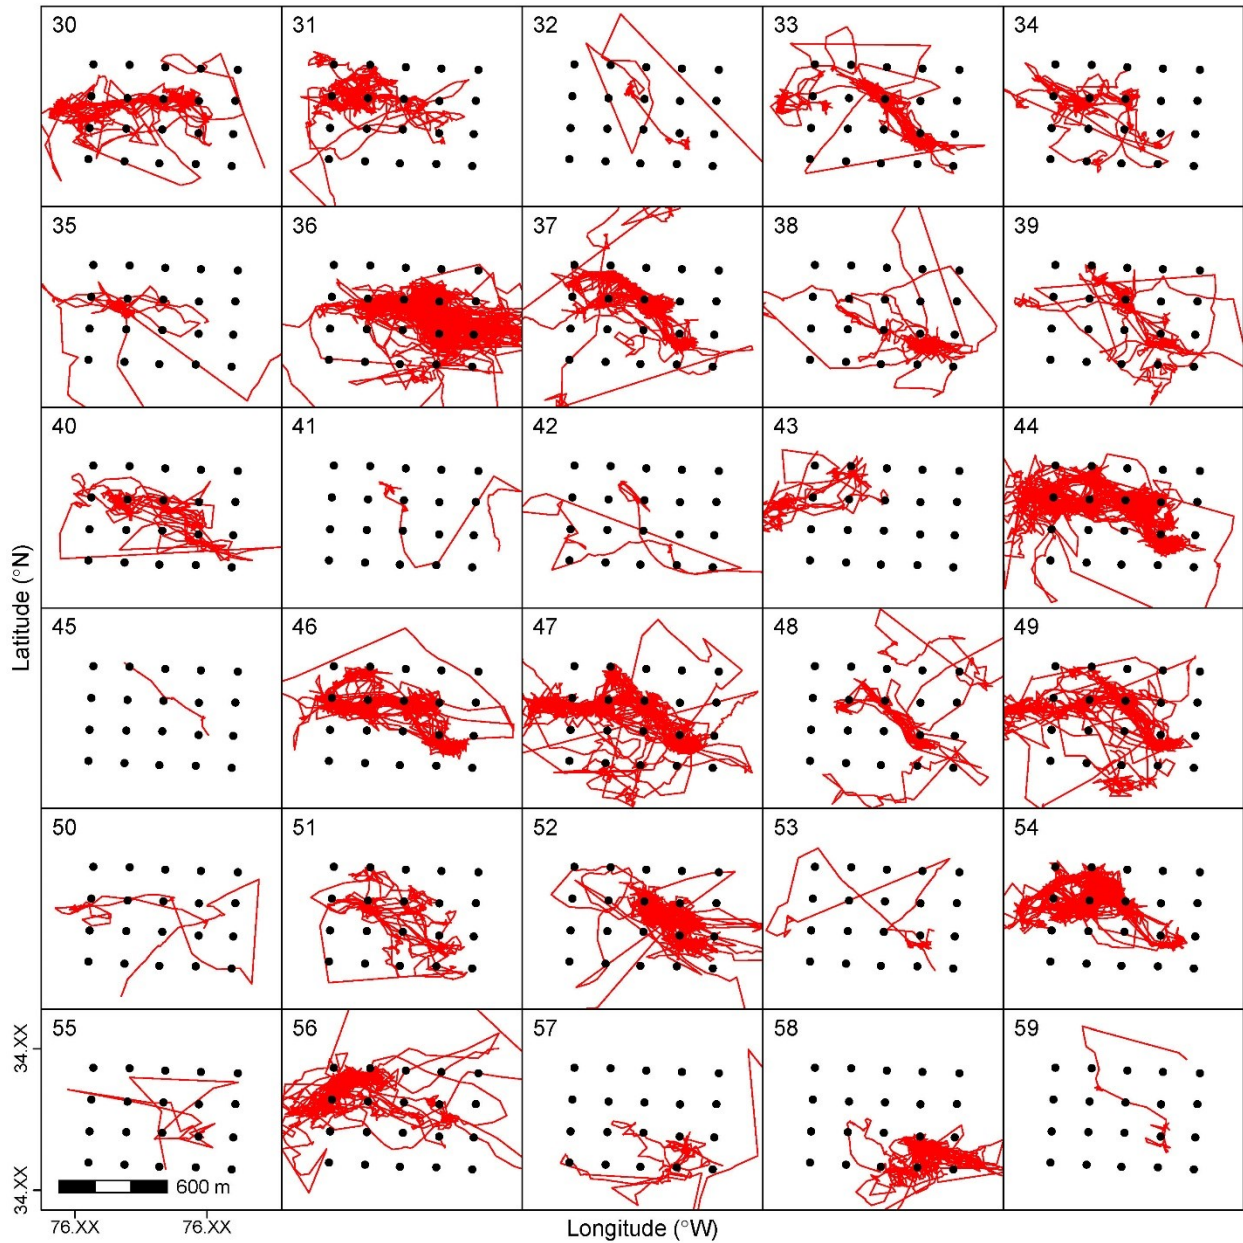 30 31 32 33 34
35 36 37 38 39
40 41 42 43 44
45 46 47 48 49
50 51 52 53 54
55 56 57 58 59
Latitude (°N)
34.XX
34.XX
600 m
76.XX 76.XX
Longitude (°W)